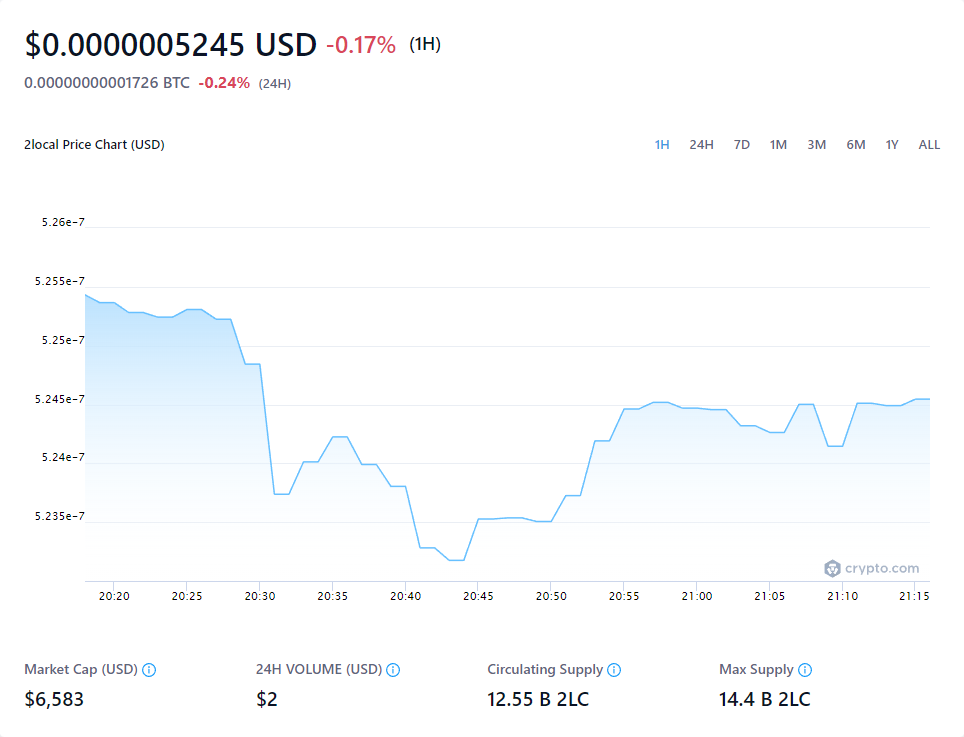 $0.0000005245 USD -0.17% (1H)
0.00000000001726 BTC -0.24% (24H)
2local Price Chart (USD) 1H 24H 7D 1M 3M 6M 1Y ALL
5.26e-7
5.255e-7
5.25e-7
5.245e-7
5.24e-7
5.235e-7
crypto.com
20:20 20:25 20:30 20:35 20:40 20:45 20:50 20:55 21:00 21:05 21:10 21:15
Market Cap (USD) 24H VOLUME (USD) Circulating Supply Max Supply
$6,583 $2 12.55 B 2LC 14.4 B 2LC